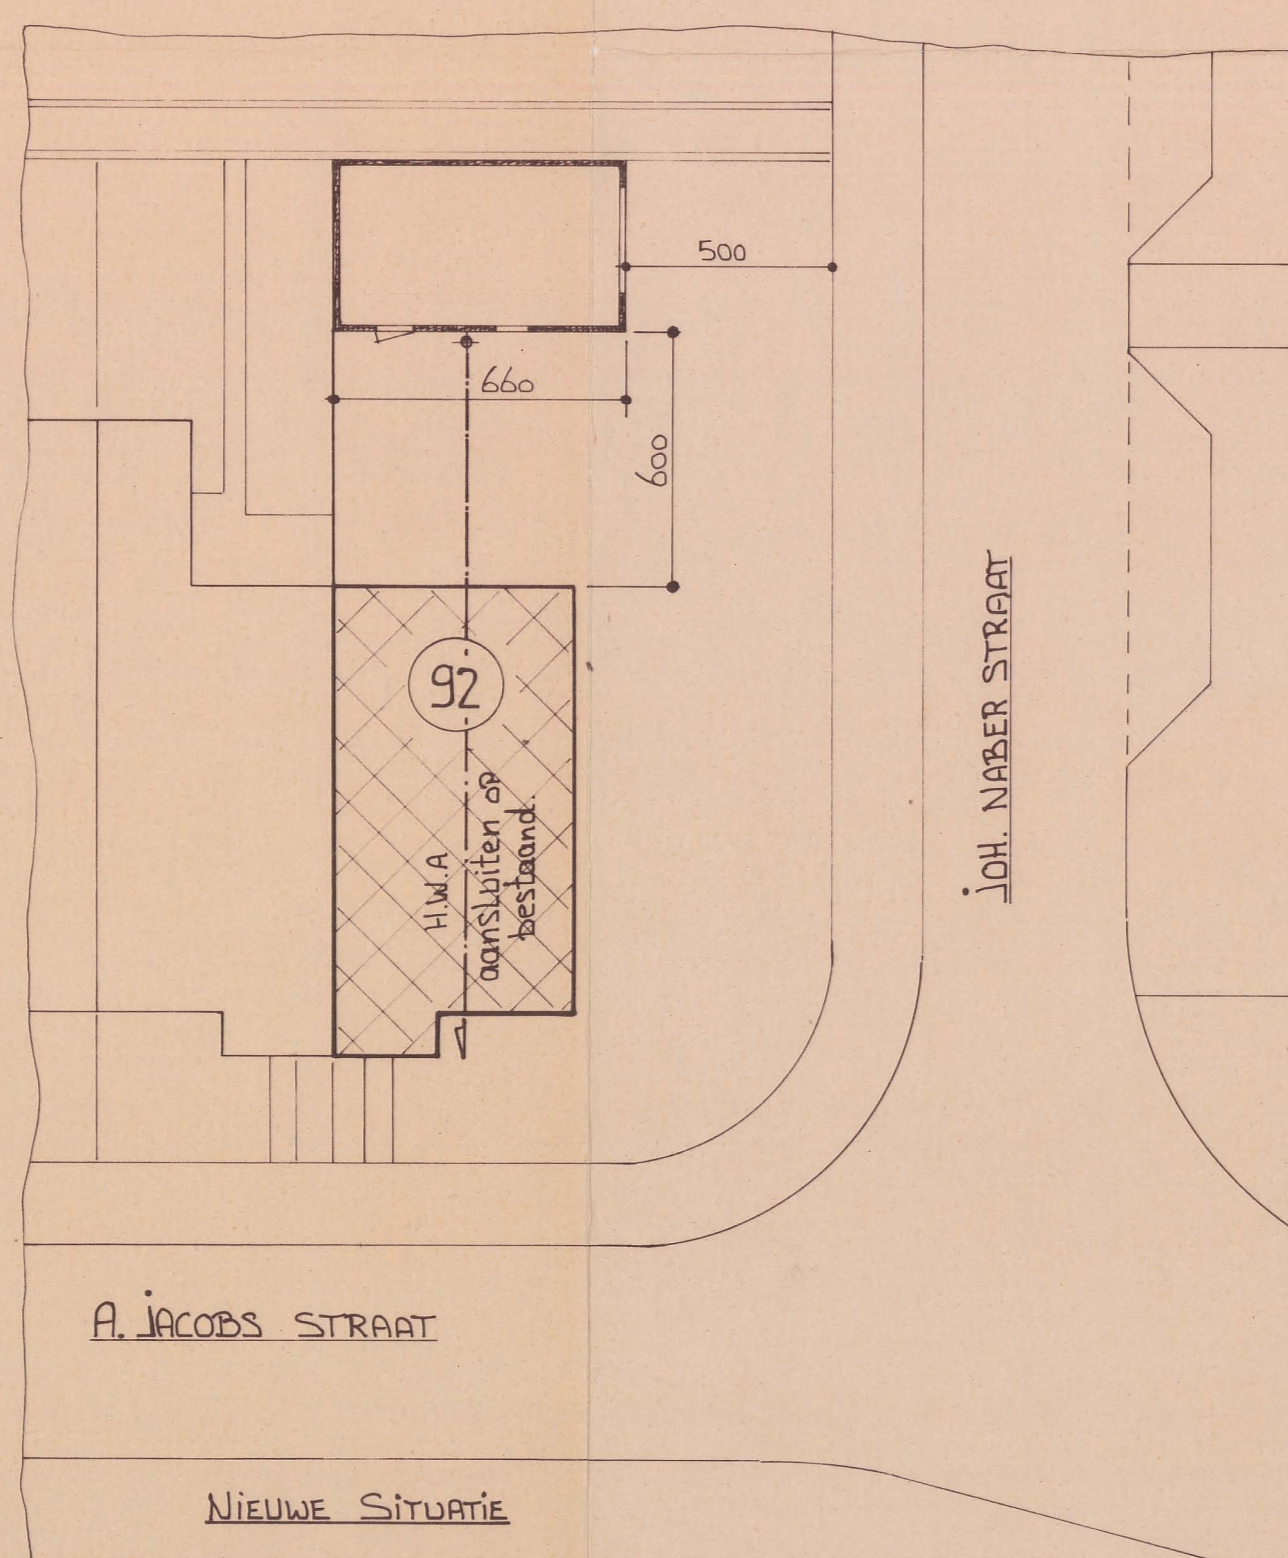 500
660
600
92
H.W.A
aansluiten op
bestaand.
JOH. NABER STRAAT
A. JACOBS STRAAT
NIEUWE SITUATIE